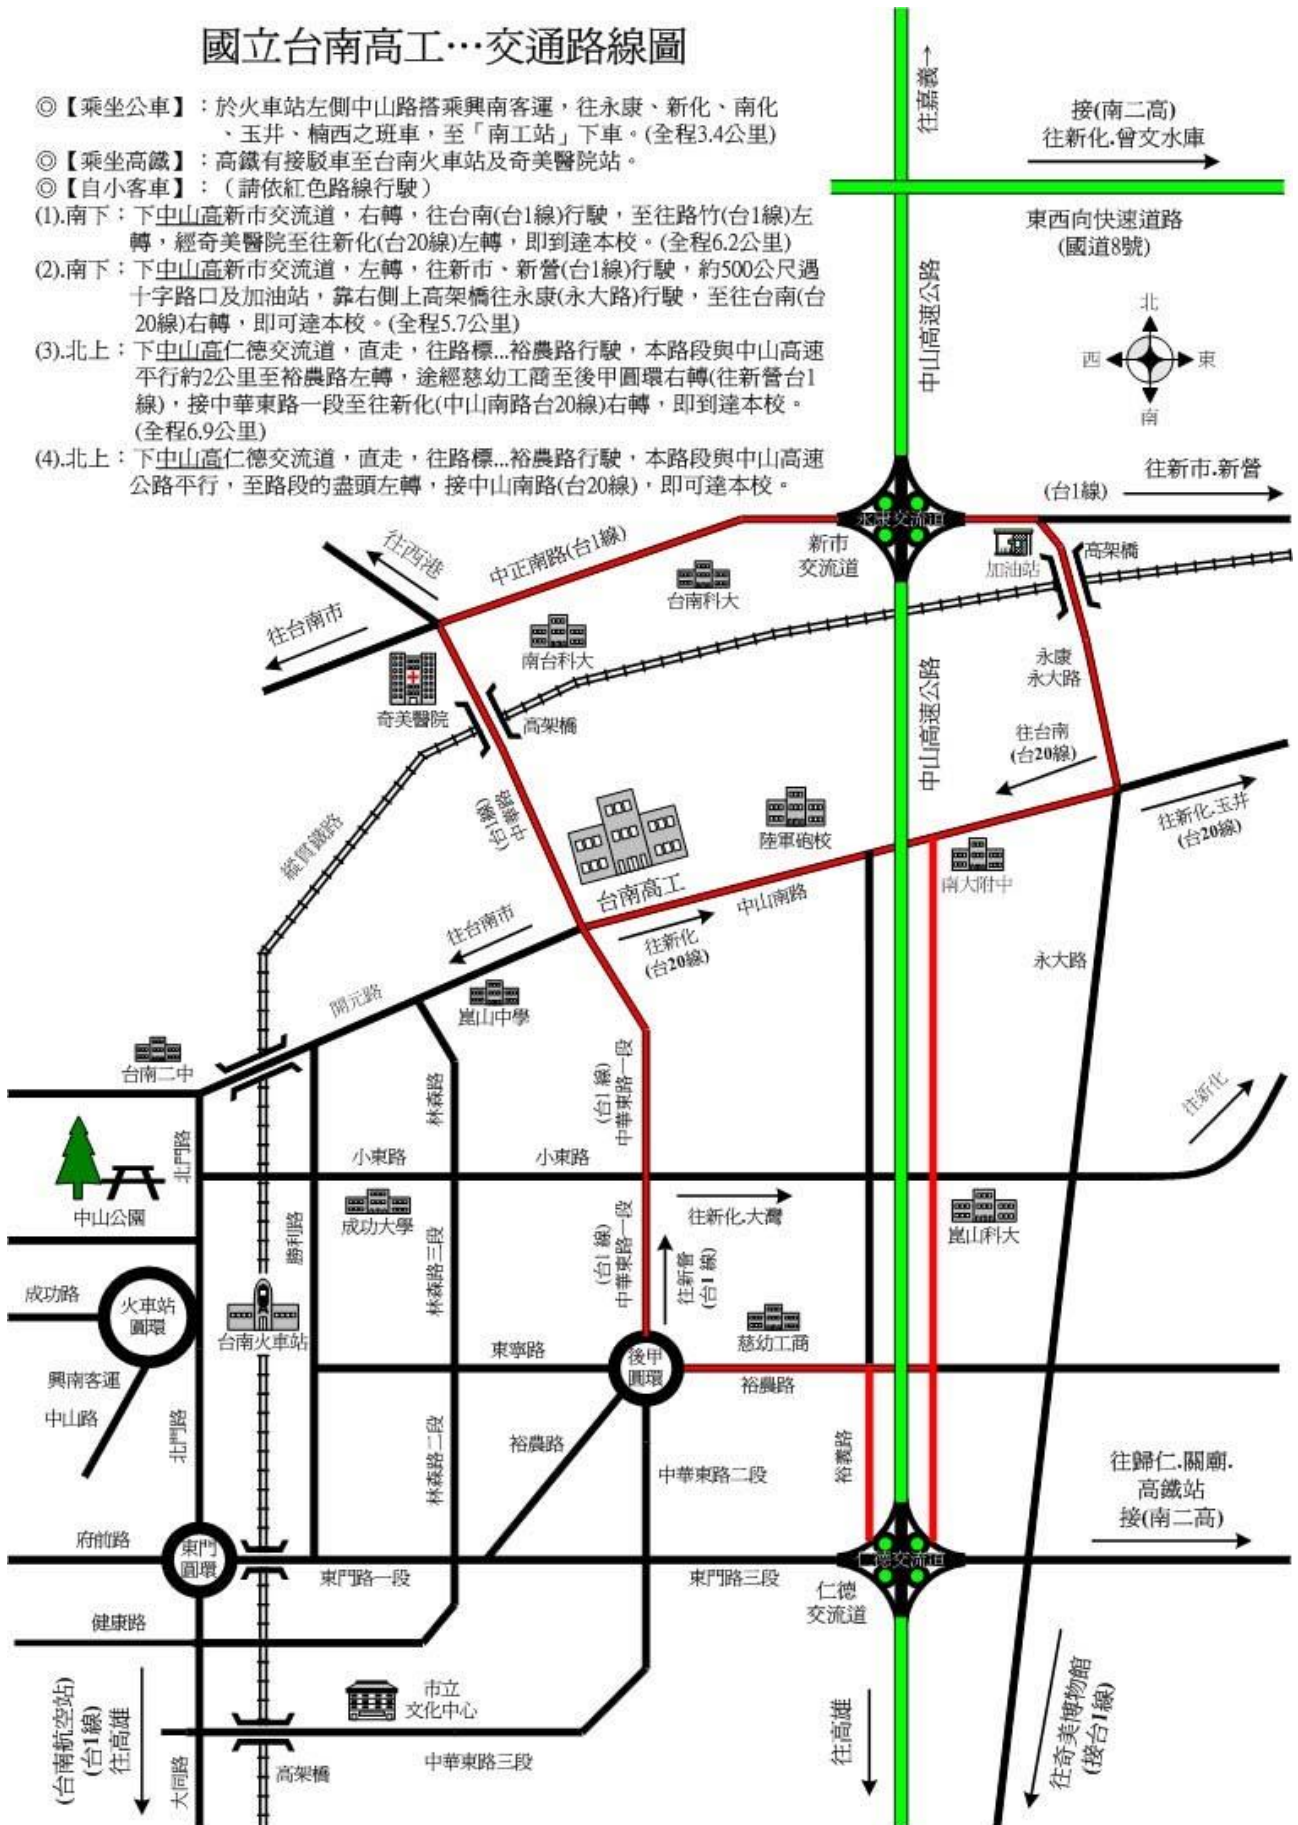 國立台南高工…交通路線圖
◎【乘坐公車】：於火車站左側中山路搭乘興南客運，往永康、新化、南化
、玉井、楠西之班車，至「南工站」下車。(全程3.4公里)
◎【乘坐高鐵】：高鐵有接駁車至台南火車站及奇美醫院站。
◎【自小客車】：（請依紅色路線行駛）
(1).南下：下中山高新市交流道，右轉，往台南(台1線)行駛，至往路竹(台1線)左
轉，經奇美醫院至往新化(台20線)左轉，即到達本校。(全程6.2公里)
(2).南下：下中山高新市交流道，左轉，往新市、新營(台1線)行駛，約500公尺遇
十字路口及加油站，靠右側上高架橋往永康(永大路)行駛，至往台南(台
20線)右轉，即可達本校。(全程5.7公里)
(3).北上：下中山高仁德交流道，直走，往路標...裕農路行駛，本路段與中山高速
平行約2公里至裕農路左轉，途經慈幼工商至後甲圓環右轉(往新營台1
線)，接中華東路一段至往新化(中山南路台20線)右轉，即到達本校。
(全程6.9公里)
(4).北上：下中山高仁德交流道，直走，往路標...裕農路行駛，本路段與中山高速
公路平行，至路段的盡頭左轉，接中山南路(台20線)，即可達本校。
往嘉義→
接(南二高)
往新化.曾文水庫
東西向快速道路
(國道8號)
中山高速公路
北
西
東
南
往新市.新營
(台1線)
永康交流道
新市
交流道
加油站
高架橋
往西港
中正南路(台1線)
台南科大
往台南市
南台科大
奇美醫院
高架橋
永康
永大路
中山高速公路
往台南
(台20線)
中華路
(台1線)
縱貫鐵路
陸軍砲校
往新化.玉井
(台20線)
台南高工
中山南路
南大附中
往台南市
往新化
(台20線)
永大路
開元路
崑山中學
台南二中
林森路
中華東路一段
(台1線)
往新化
北門路
小東路
小東路
中山公園
成功大學
往新化.大灣
崑山科大
勝利路
林森路三段
中華東路一段
(台1線)
往新營
(台1線)
成功路
火車站
圓環
台南火車站
慈幼工商
東寧路
後甲
圓環
裕農路
興南客運
中山路
北門路
林森路二段
裕農路
中華東路二段
裕義路
往歸仁.關廟.
高鐵站
接(南二高)
府前路
東門
圓環
東門路一段
東門路三段
仁德交流道
仁德
交流道
健康路
(台南航空站)
(台1線)
往高雄
市立
文化中心
往高雄
往奇美博物館
(接台1線)
大同路
高架橋
中華東路三段